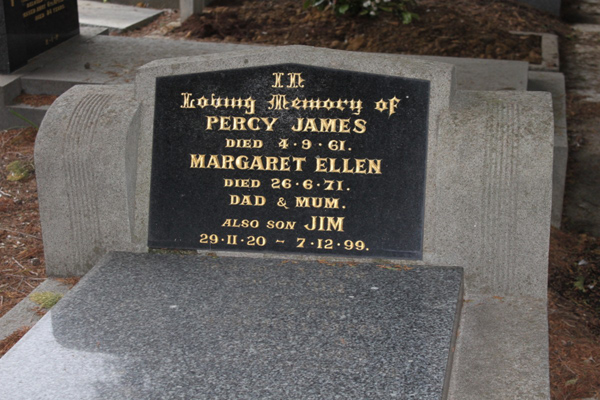 In
Loving Memory of
PERCY JAMES
DIED 4·9·61.
MARGARET ELLEN
DIED 26·6·71.
DAD & MUM.
ALSO SON JIM
29·11·20 ~ 7·12·99.